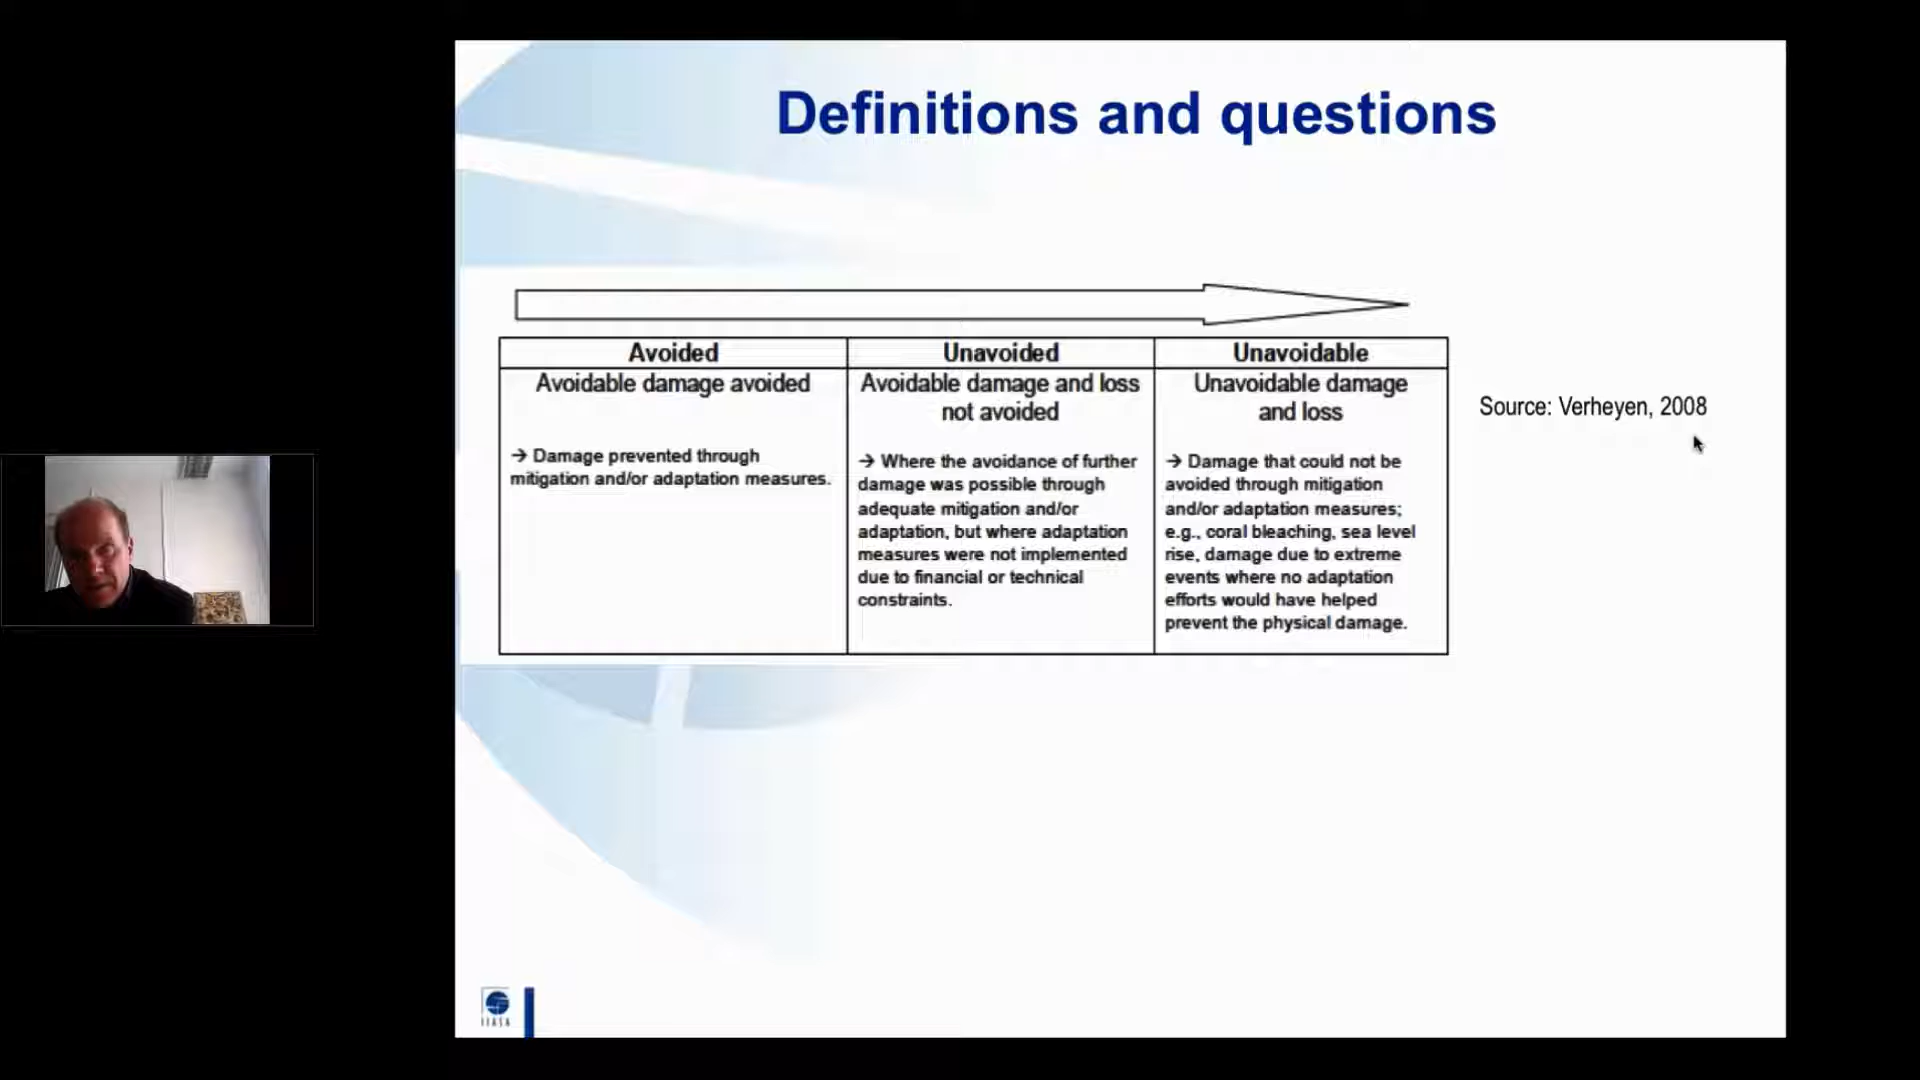 Definitions and questions
Avoided
Unavoided
Unavoidable
Avoidable damage avoided
→ Damage prevented through
mitigation and/or adaptation measures.
Avoidable damage and loss
not avoided
→ Where the avoidance of further
damage was possible through
adequate mitigation and/or
adaptation, but where adaptation
measures were not implemented
due to financial or technical
constraints.
Unavoidable damage
and loss
→ Damage that could not be
avoided through mitigation
and/or adaptation measures;
e.g., coral bleaching, sea level
rise, damage due to extreme
events where no adaptation
efforts would have helped
prevent the physical damage.
Source: Verheyen, 2008
IIASA